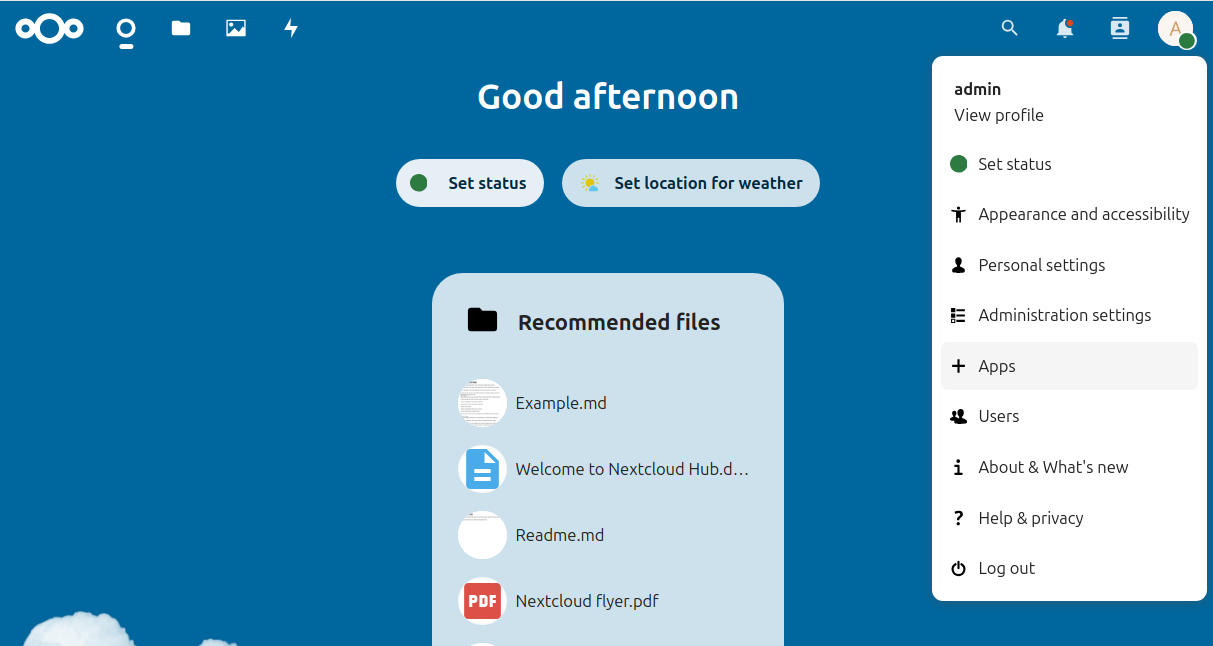 A
Good afternoon
Set status
Set location for weather
Recommended files
Example.md
Welcome to Nextcloud Hub.d...
Readme.md
PDF
Nextcloud flyer.pdf
admin
View profile
Set status
Appearance and accessibility
Personal settings
Administration settings
Apps
Users
About & What's new
Help & privacy
Log out